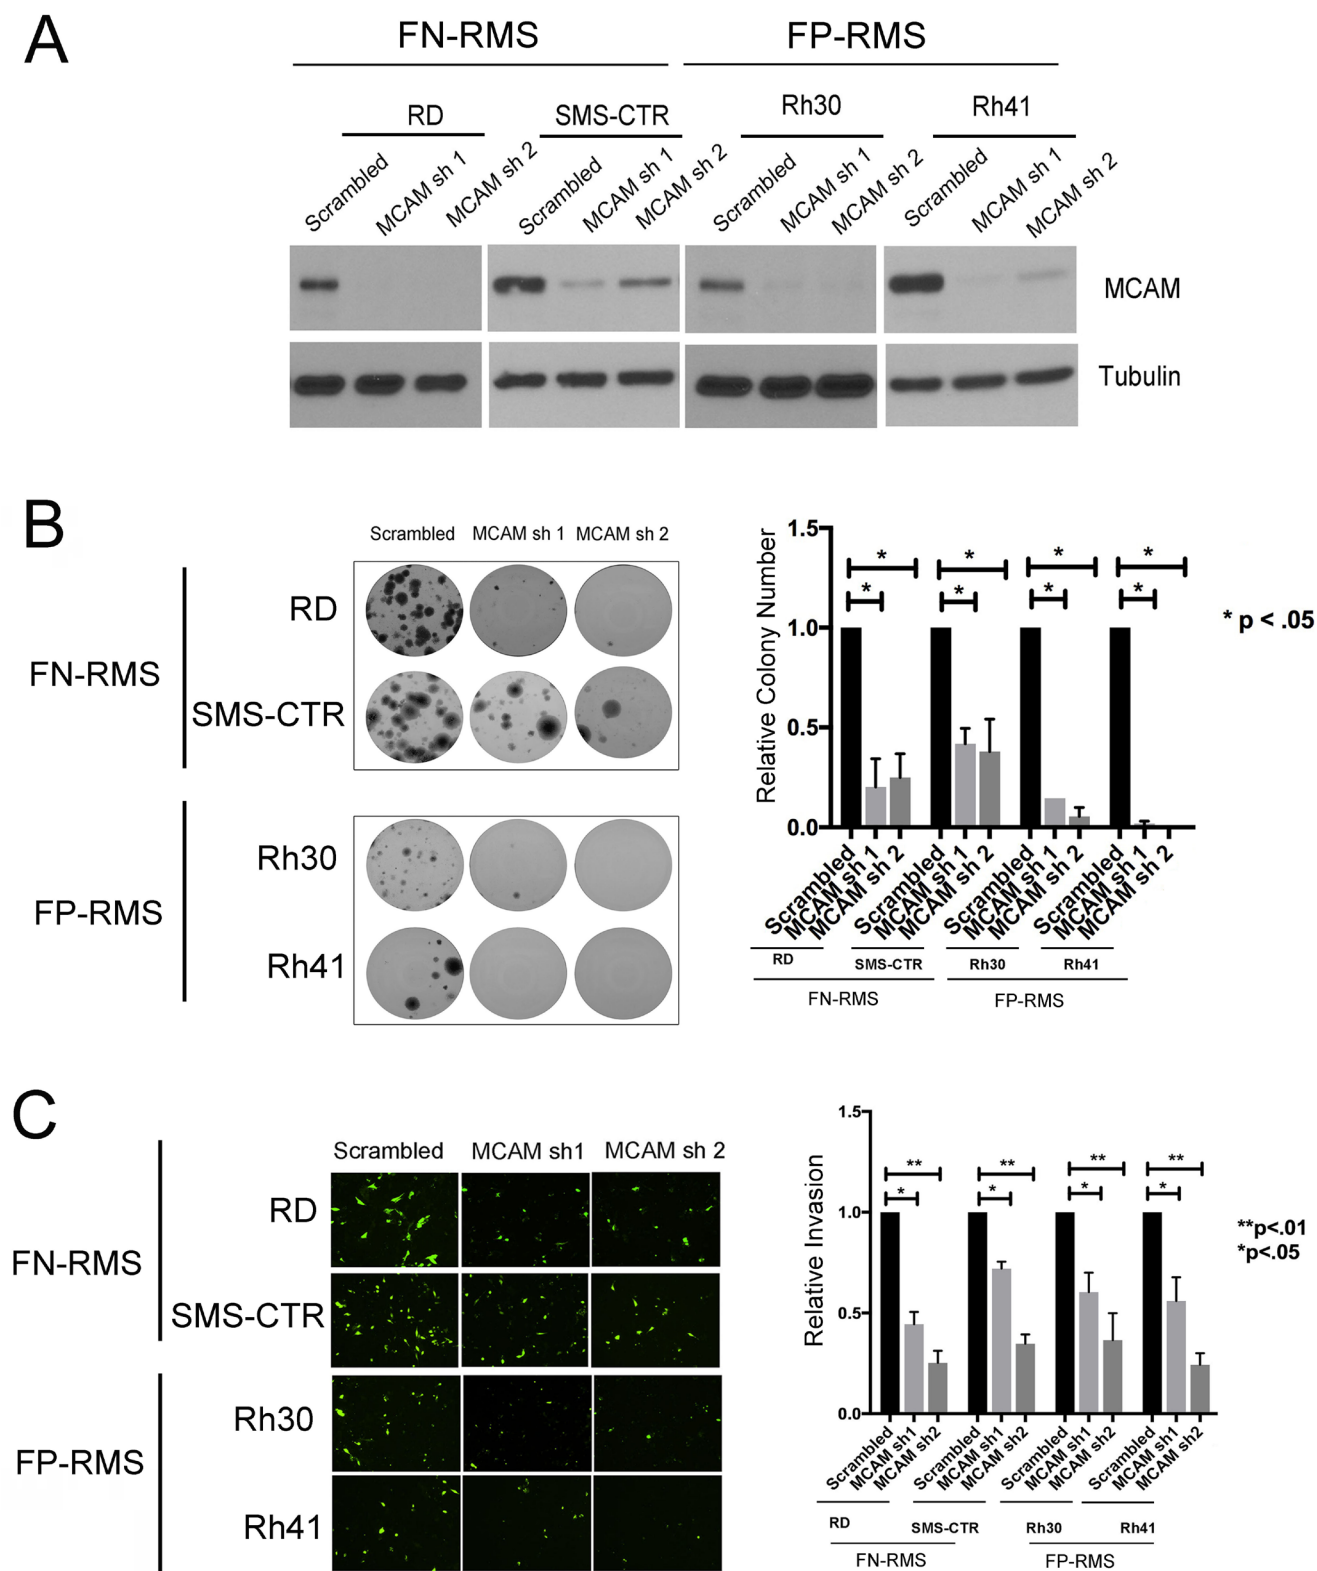 A
FN-RMS
FP-RMS
RD
SMS-CTR
Rh30
Rh41
Scrambled
MCAM sh 1
MCAM sh 2
Scrambled
MCAM sh 1
MCAM sh 2
Scrambled
MCAM sh 1
MCAM sh 2
Scrambled
MCAM sh 1
MCAM sh 2
MCAM
Tubulin
B
Scrambled MCAM sh 1 MCAM sh 2
FN-RMS
RD
SMS-CTR
FP-RMS
Rh30
Rh41
Relative Colony Number
1.5
1.0
0.5
0.0
* * * *
* * * *
* p < .05
Scrambled
MCAM sh 1
MCAM sh 2
Scrambled
MCAM sh 1
MCAM sh 2
Scrambled
MCAM sh 1
MCAM sh 2
Scrambled
MCAM sh 1
MCAM sh 2
RD SMS-CTR Rh30 Rh41
FN-RMS FP-RMS
C
Scrambled MCAM sh1 MCAM sh 2
FN-RMS
RD
SMS-CTR
FP-RMS
Rh30
Rh41
Relative Invasion
1.5
1.0
0.5
0.0
** ** ** **
* * * *
**p<.01
*p<.05
Scrambled
MCAM sh1
MCAM sh2
Scrambled
MCAM sh1
MCAM sh2
Scrambled
MCAM sh1
MCAM sh2
Scrambled
MCAM sh1
MCAM sh2
RD SMS-CTR Rh30 Rh41
FN-RMS FP-RMS